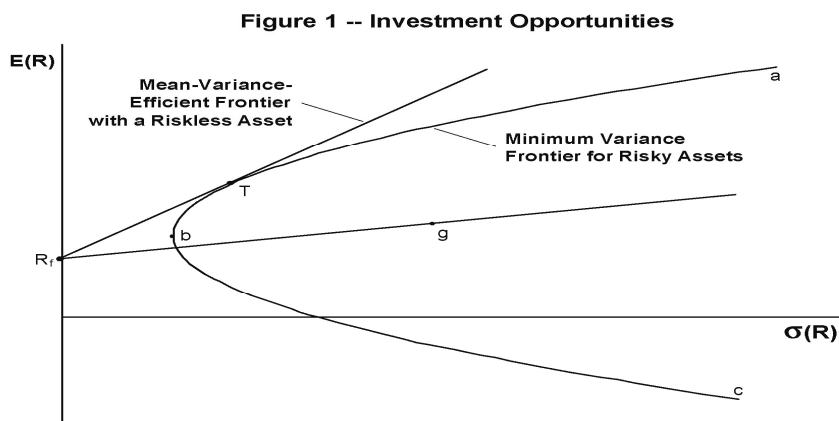 Figure 1 -- Investment Opportunities
E(R)
Mean-Variance-
Efficient Frontier
with a Riskless Asset
a
Minimum Variance
Frontier for Risky Assets
T
b
g
Rf
σ(R)
c